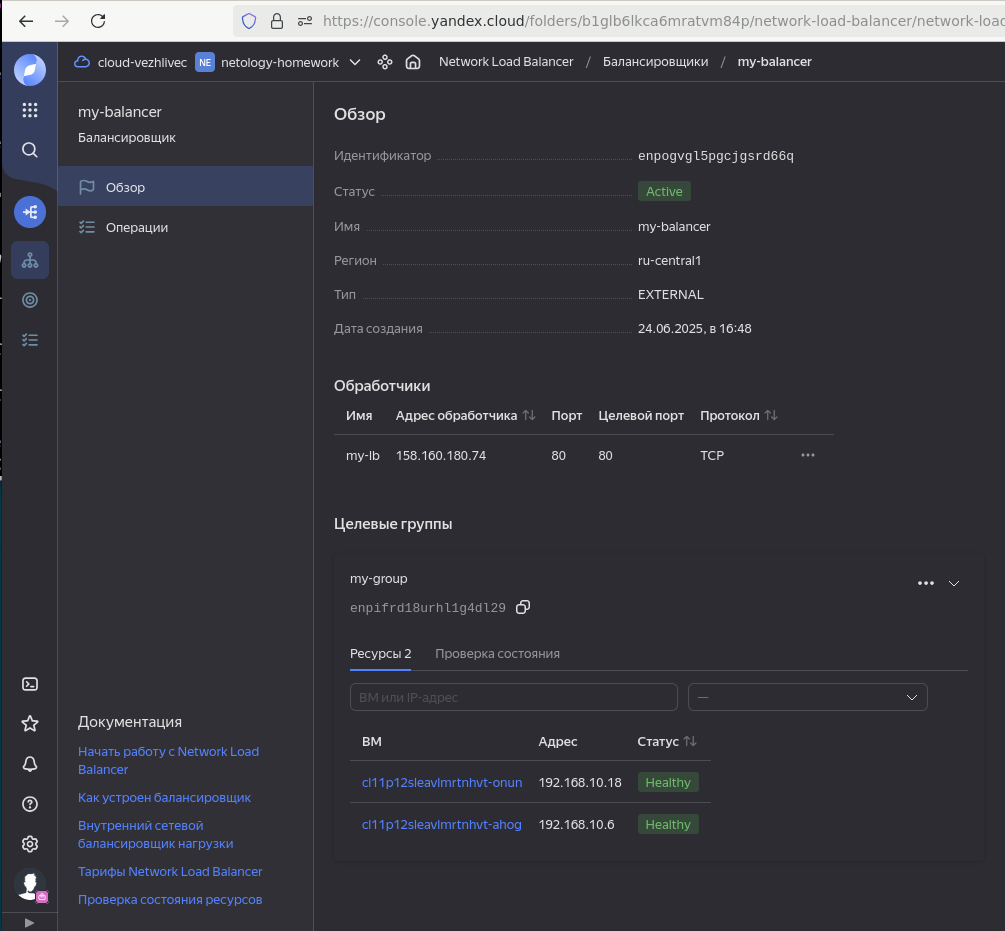 https://console.yandex.cloud/folders/b1glb6lkca6mratvm84p/network-load-balancer/network-load
cloud-vezhlivec NE netology-homework Network Load Balancer / Балансировщики / my-balancer
my-balancer
Балансировщик
Обзор
Операции
Документация
Начать работу с Network Load
Balancer
Как устроен балансировщик
Внутренний сетевой
балансировщик нагрузки
Тарифы Network Load Balancer
Проверка состояния ресурсов
Обзор
Идентификатор enpogvgl5pgcjgsrd66q
Статус Active
Имя my-balancer
Регион ru-central1
Тип EXTERNAL
Дата создания 24.06.2025, в 16:48
Обработчики
Имя Адрес обработчика Порт Целевой порт Протокол
my-lb 158.160.180.74 80 80 TCP
Целевые группы
my-group
enpifrd18urhl1g4dl29
Ресурсы 2 Проверка состояния
ВМ или IP-адрес —
ВМ Адрес Статус
cl11p12sleavlmrtnhvt-onun 192.168.10.18 Healthy
cl11p12sleavlmrtnhvt-ahog 192.168.10.6 Healthy